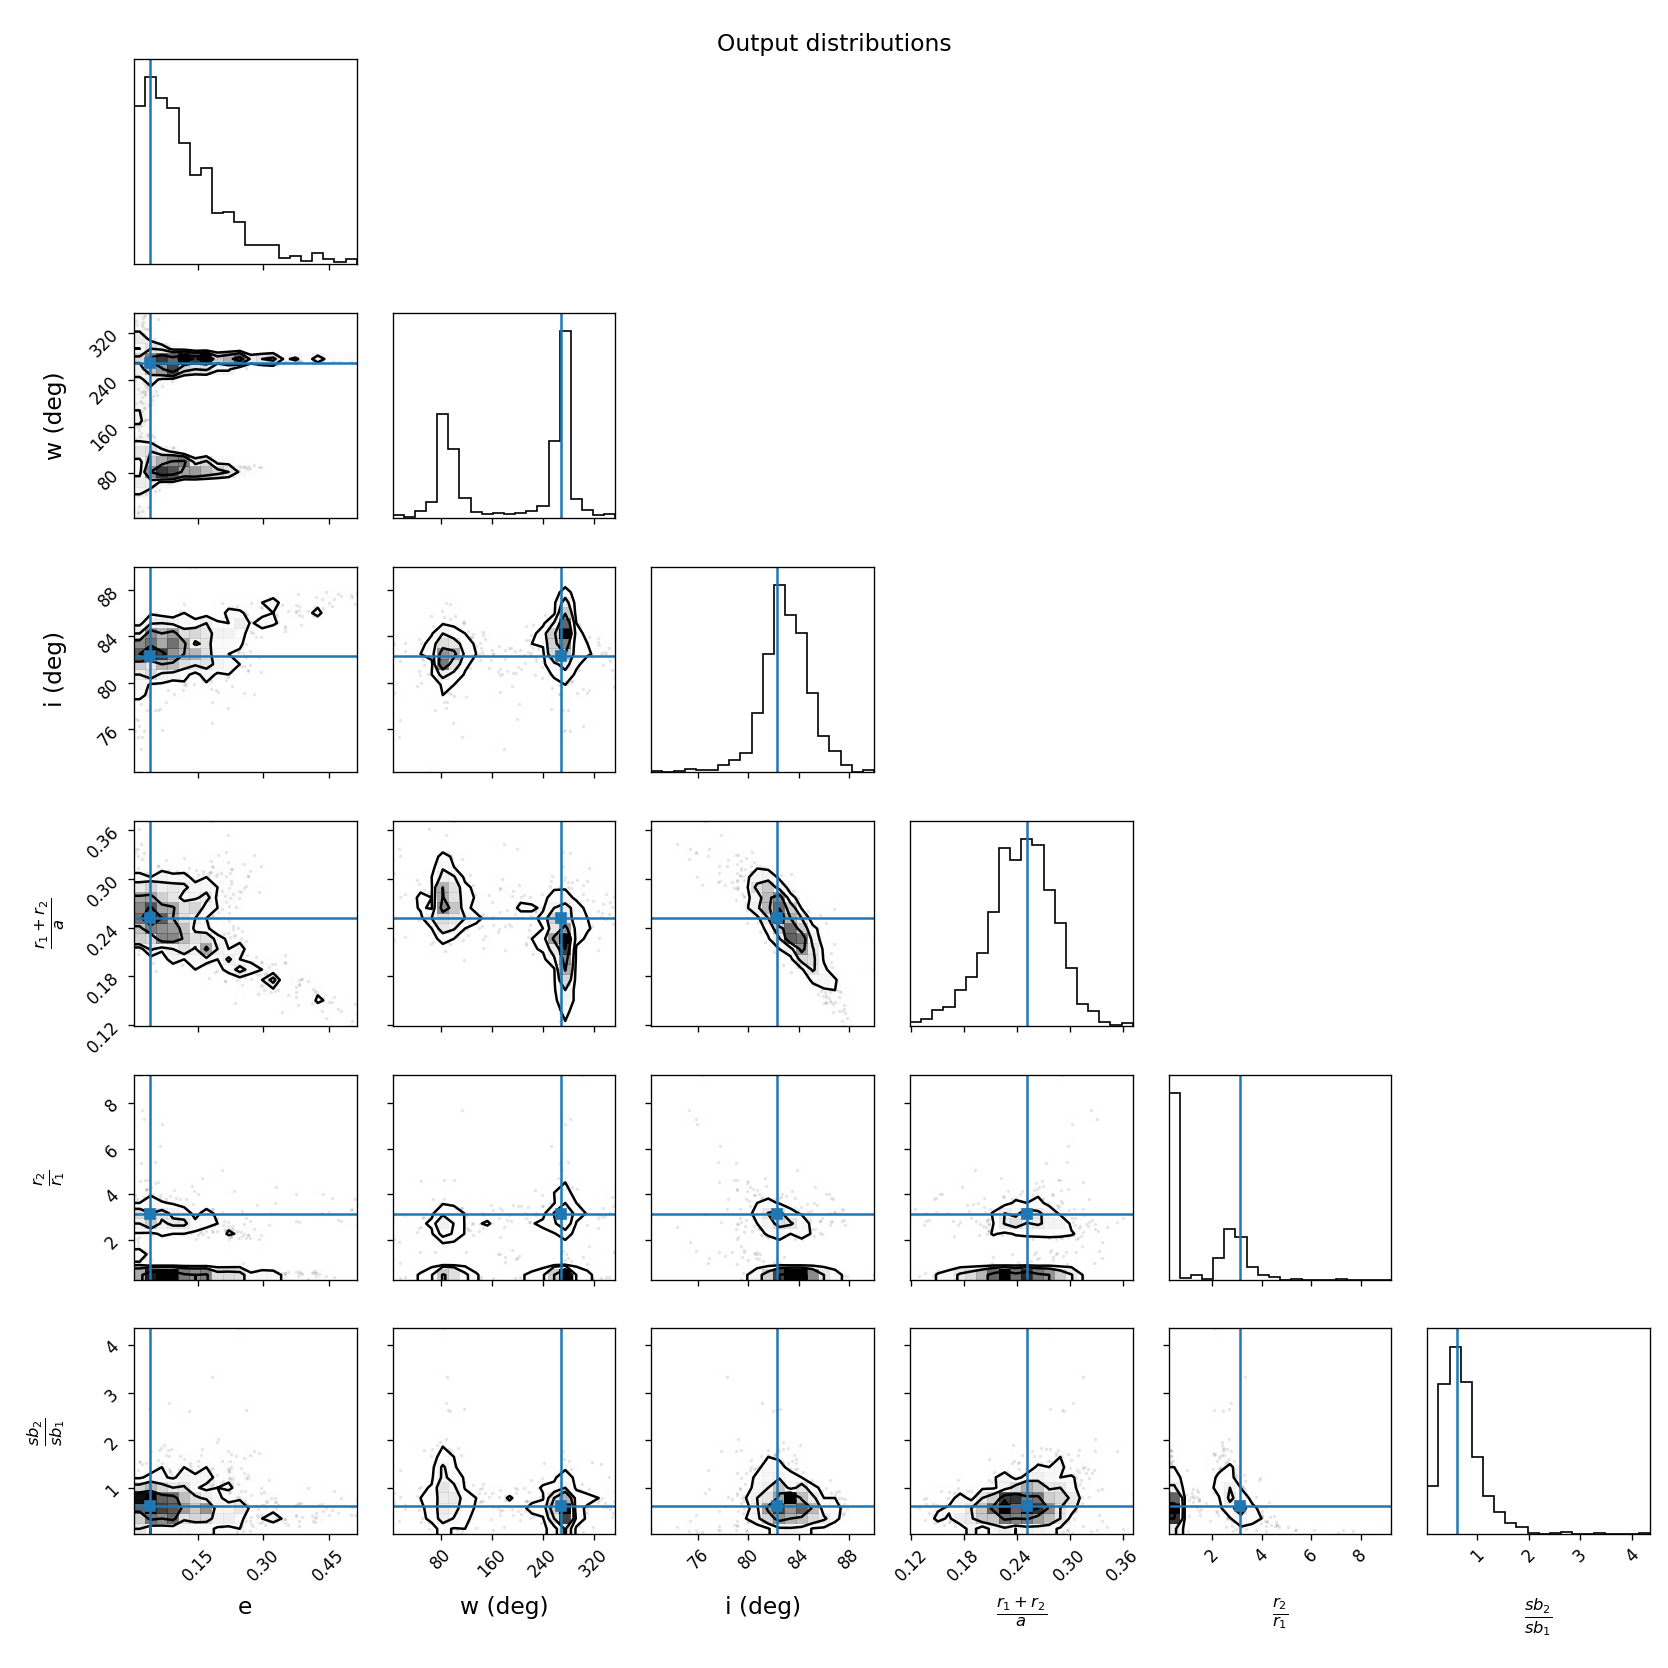 Output distributions
320
240
160
80
w (deg)
88
84
80
76
i (deg)
0.36
0.30
0.24
0.18
0.12
r₁ + r₂
a
8
6
4
2
r₂
r₁
4
3
2
1
sb₂
sb₁
0.15 0.30 0.45 80 160 240 320 76 80 84 88 0.12 0.18 0.24 0.30 0.36 2 4 6 8 1 2 3 4
e w (deg) i (deg) r₁ + r₂ r₂ sb₂
a r₁ sb₁